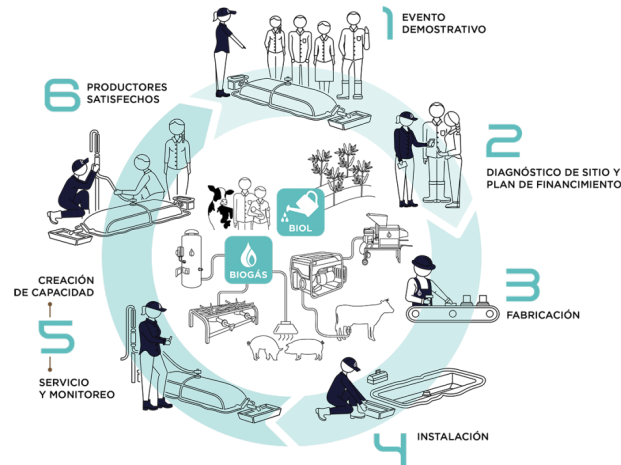 1
EVENTO
DEMOSTRATIVO
2
DIAGNÓSTICO DE SITIO Y
PLAN DE FINANCIMIENTO
3
FABRICACIÓN
4
INSTALACIÓN
CREACIÓN
DE CAPACIDAD
5
SERVICIO
Y MONITOREO
6
PRODUCTORES
SATISFECHOS
BIOL
BIOGÁS